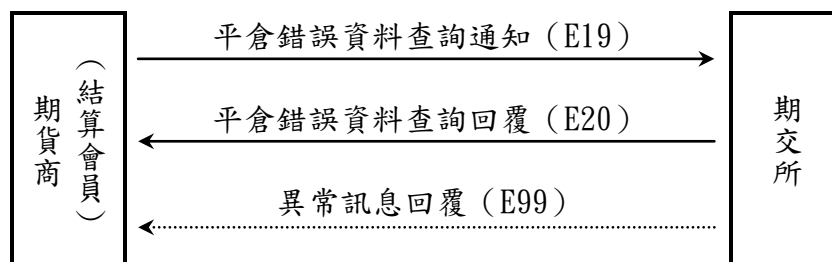 期貨商
（結算會員）
平倉錯誤資料查詢通知（E19）
平倉錯誤資料查詢回覆（E20）
異常訊息回覆（E99）
期交所